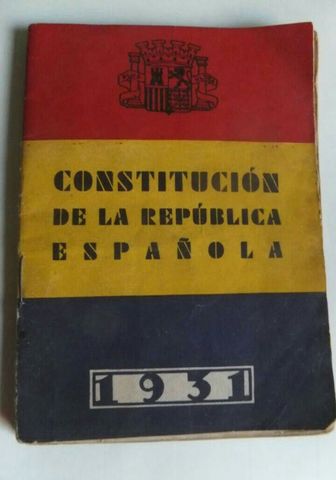 CONSTITUCIÓN
DE LA REPÚBLICA
ESPAÑOLA
1931